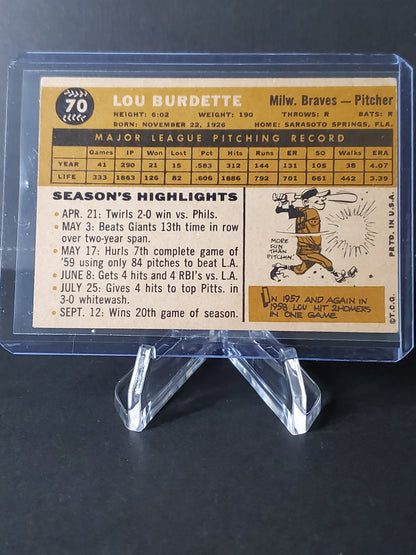 70
LOU BURDETTE
Milw. Braves — Pitcher
HEIGHT: 6:02 WEIGHT: 190 THROWS: R BATS: R
BORN: NOVEMBER 22, 1926 HOME: SARASOTO SPRINGS, FLA.
MAJOR LEAGUE PITCHING RECORD
Games IP Won Lost Pct. Hits Runs ER SO Walks ERA
YEAR 41 290 21 15 .583 312 144 131 105 38 4.07
LIFE 333 1863 126 82 .606 1886 792 701 661 442 3.39
SEASON'S HIGHLIGHTS
• APR. 21: Twirls 2-0 win vs. Phils.
• MAY 3: Beats Giants 13th time in row over two-year span.
• MAY 17: Hurls 7th complete game of '59 using only 84 pitches to beat L.A.
• JUNE 8: Gets 4 hits and 4 RBI's vs. L.A.
• JULY 25: Gives 4 hits to top Pitts. in 3-0 whitewash.
• SEPT. 12: Wins 20th game of season.
MORE FUN THAN PITCHIN'
IN 1957 AND AGAIN IN
1958 LOU HIT 2 HOMERS
IN ONE GAME
©T.C.G. PRTD. IN U.S.A.